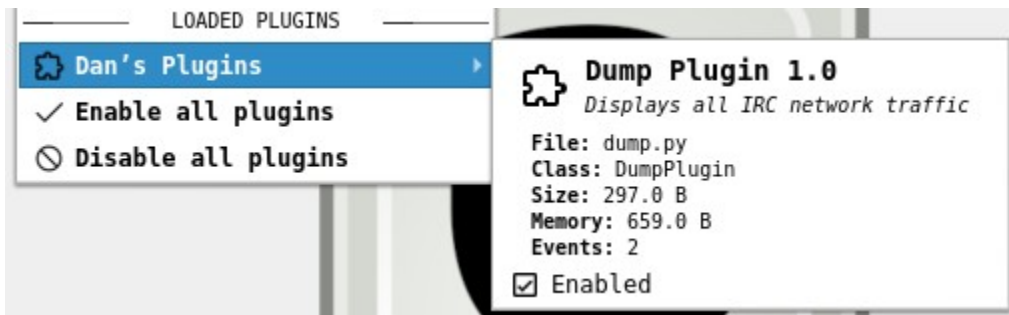 LOADED PLUGINS
Dan's Plugins
Enable all plugins
Disable all plugins
Dump Plugin 1.0
Displays all IRC network traffic
File: dump.py
Class: DumpPlugin
Size: 297.0 B
Memory: 659.0 B
Events: 2
Enabled